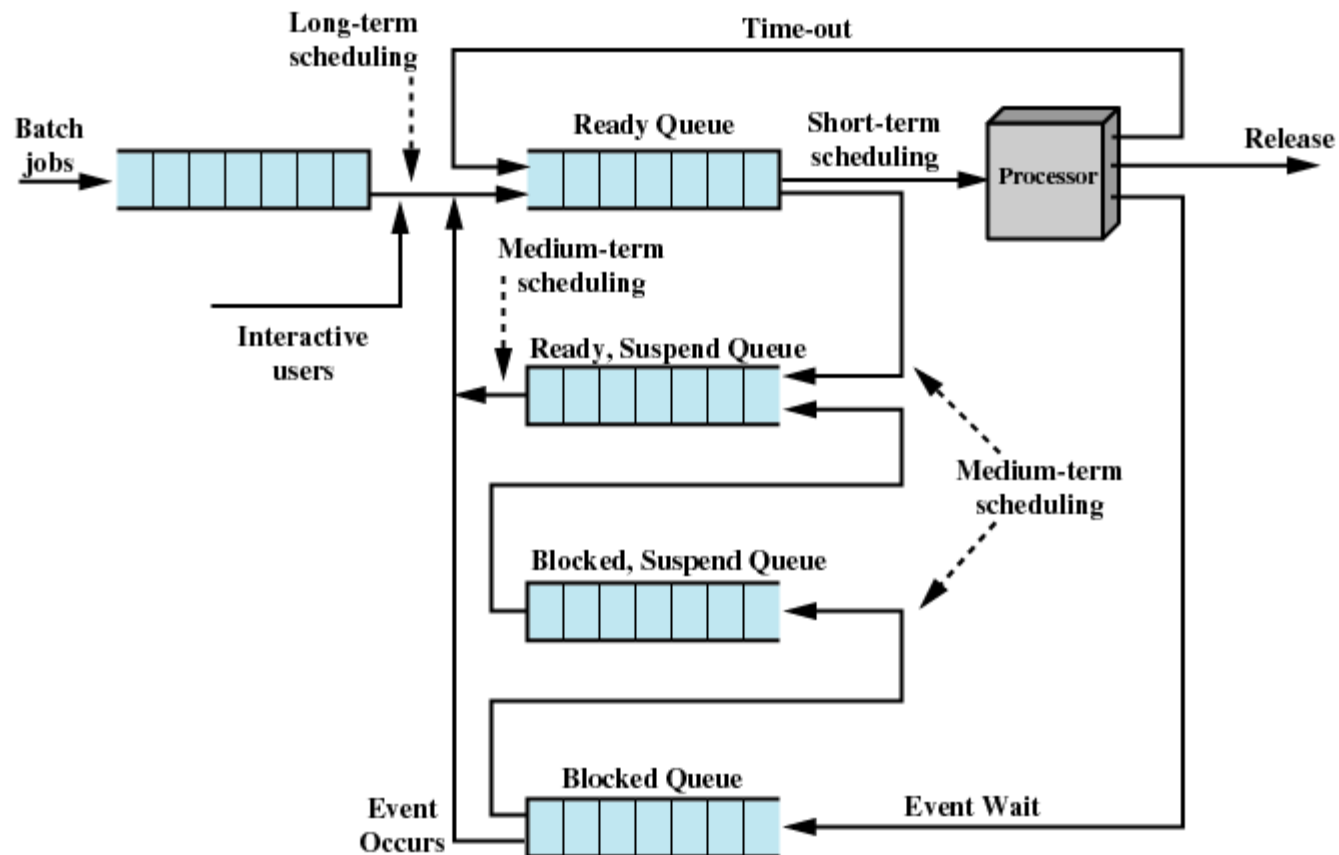 Long-term
scheduling
Time-out
Batch
jobs
Ready Queue
Short-term
scheduling
Processor
Release
Medium-term
scheduling
Interactive
users
Ready, Suspend Queue
Medium-term
scheduling
Blocked, Suspend Queue
Blocked Queue
Event
Occurs
Event Wait